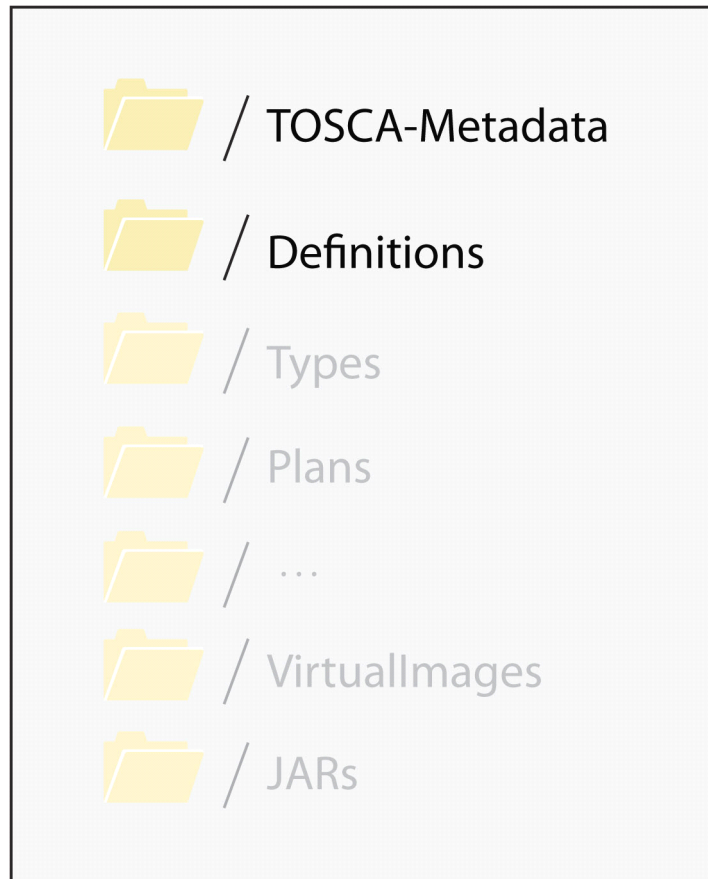 / TOSCA-Metadata
/ Definitions
/ Types
/ Plans
/ ...
/ VirtualImages
/ JARs